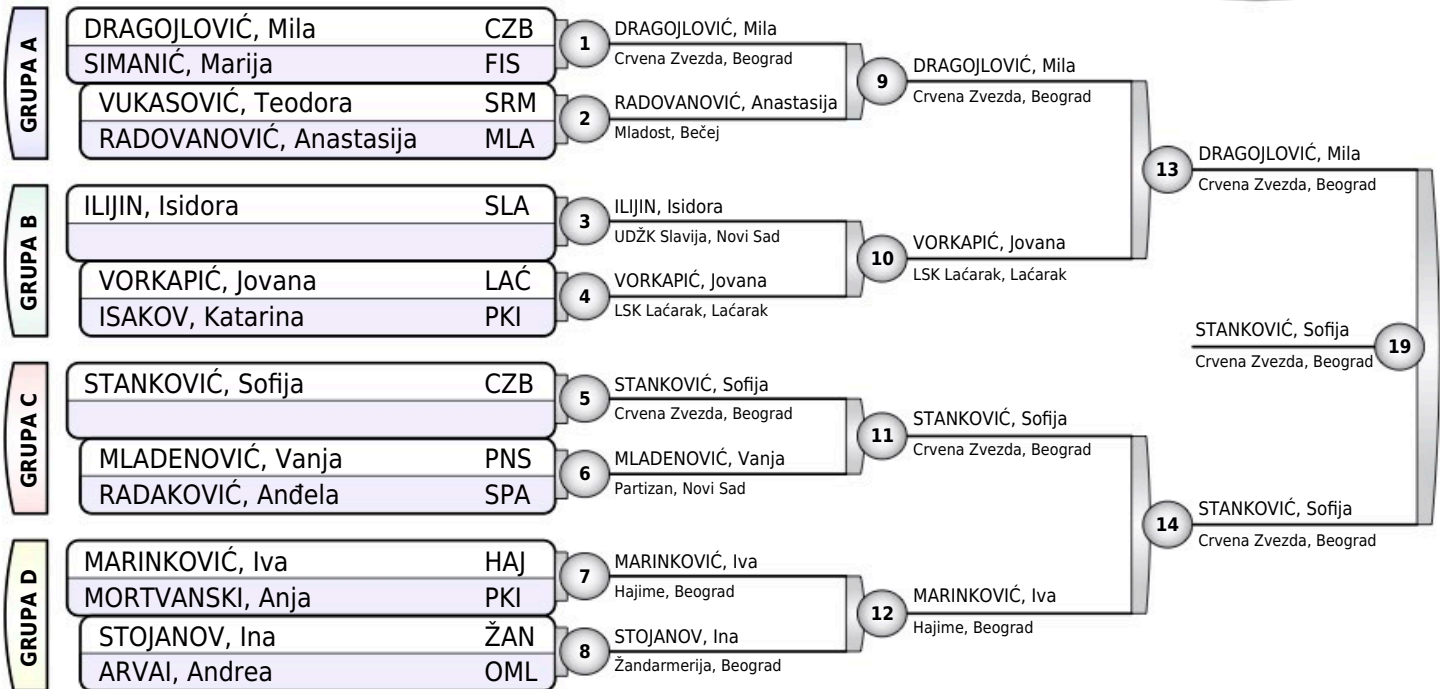 GRUPA A
DRAGOJLOVIĆ, Mila CZB
SIMANIĆ, Marija FIS
VUKASOVIĆ, Teodora SRM
RADOVANOVIĆ, Anastasija MLA
GRUPA B
ILIJIN, Isidora SLA
VORKAPIĆ, Jovana LAĆ
ISAKOV, Katarina PKI
GRUPA C
STANKOVIĆ, Sofija CZB
MLADENOVIĆ, Vanja PNS
RADAKOVIĆ, Anđela SPA
GRUPA D
MARINKOVIĆ, Iva HAJ
MORTVANSKI, Anja PKI
STOJANOV, Ina ŽAN
ARVAI, Andrea OML
1
DRAGOJLOVIĆ, Mila
Crvena Zvezda, Beograd
2
RADOVANOVIĆ, Anastasija
Mladost, Bečej
3
ILIJIN, Isidora
UDŽK Slavija, Novi Sad
4
VORKAPIĆ, Jovana
LSK Laćarak, Laćarak
5
STANKOVIĆ, Sofija
Crvena Zvezda, Beograd
6
MLADENOVIĆ, Vanja
Partizan, Novi Sad
7
MARINKOVIĆ, Iva
Hajime, Beograd
8
STOJANOV, Ina
Žandarmerija, Beograd
9
DRAGOJLOVIĆ, Mila
Crvena Zvezda, Beograd
10
VORKAPIĆ, Jovana
LSK Laćarak, Laćarak
11
STANKOVIĆ, Sofija
Crvena Zvezda, Beograd
12
MARINKOVIĆ, Iva
Hajime, Beograd
13
DRAGOJLOVIĆ, Mila
Crvena Zvezda, Beograd
14
STANKOVIĆ, Sofija
Crvena Zvezda, Beograd
STANKOVIĆ, Sofija
Crvena Zvezda, Beograd
19